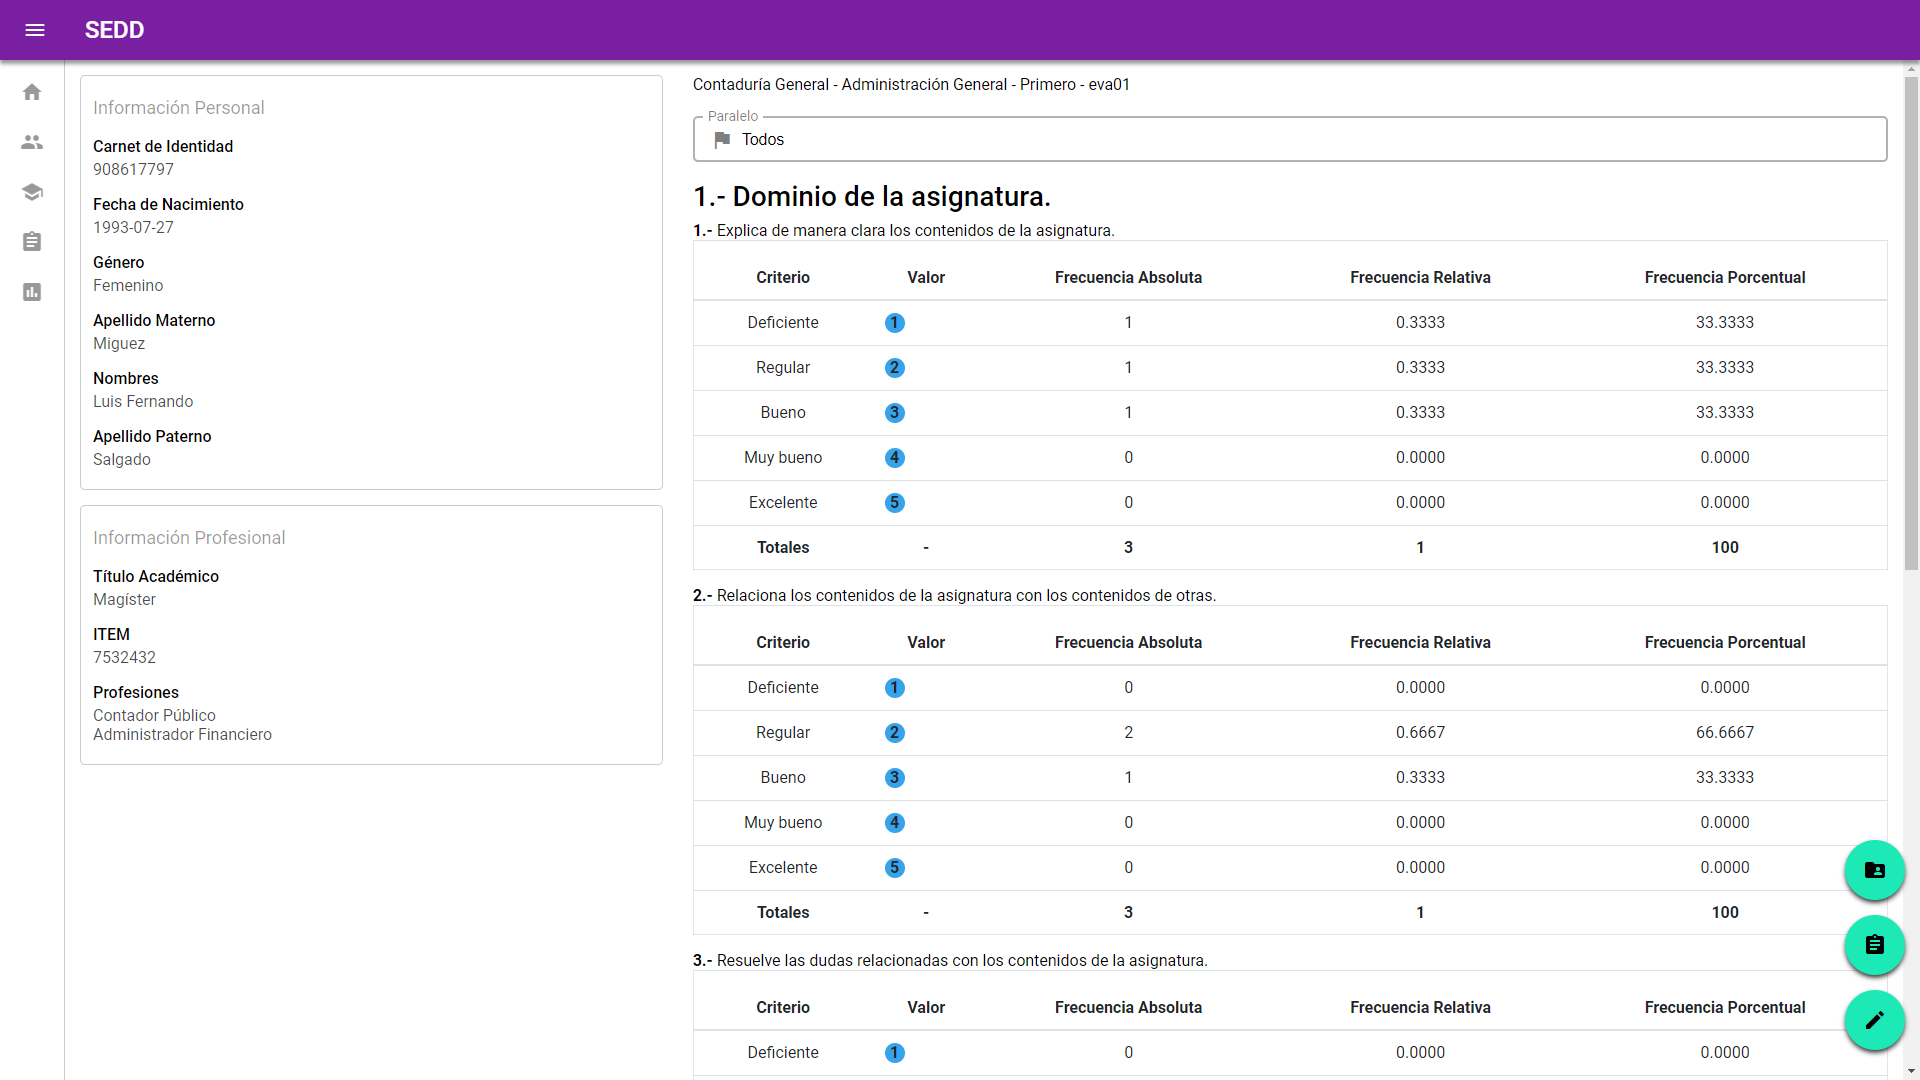 SEDD
Información Personal
Carnet de Identidad
908617797
Fecha de Nacimiento
1993-07-27
Género
Femenino
Apellido Materno
Miguez
Nombres
Luis Fernando
Apellido Paterno
Salgado
Información Profesional
Título Académico
Magíster
ITEM
7532432
Profesiones
Contador Público
Administrador Financiero
Contaduría General - Administración General - Primero - eva01
Paralelo
Todos
1.- Dominio de la asignatura.
1.- Explica de manera clara los contenidos de la asignatura.
Criterio Valor Frecuencia Absoluta Frecuencia Relativa Frecuencia Porcentual
Deficiente 1 1 0.3333 33.3333
Regular 2 1 0.3333 33.3333
Bueno 3 1 0.3333 33.3333
Muy bueno 4 0 0.0000 0.0000
Excelente 5 0 0.0000 0.0000
Totales - 3 1 100
2.- Relaciona los contenidos de la asignatura con los contenidos de otras.
Criterio Valor Frecuencia Absoluta Frecuencia Relativa Frecuencia Porcentual
Deficiente 1 0 0.0000 0.0000
Regular 2 2 0.6667 66.6667
Bueno 3 1 0.3333 33.3333
Muy bueno 4 0 0.0000 0.0000
Excelente 5 0 0.0000 0.0000
Totales - 3 1 100
3.- Resuelve las dudas relacionadas con los contenidos de la asignatura.
Criterio Valor Frecuencia Absoluta Frecuencia Relativa Frecuencia Porcentual
Deficiente 1 0 0.0000 0.0000